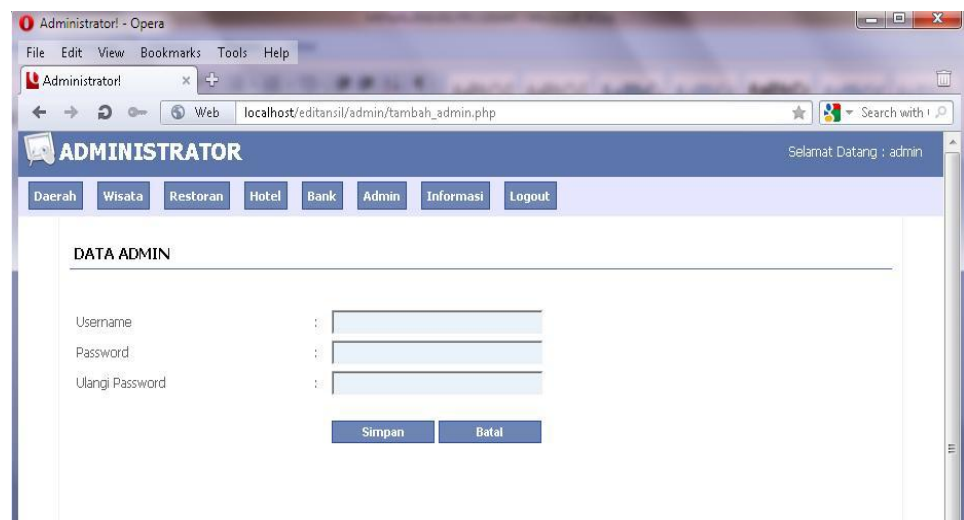 Administrator! - Opera
File Edit View Bookmarks Tools Help
Administrator!
Web localhost/editansil/admin/tambah_admin.php Search with
ADMINISTRATOR Selamat Datang : admin
Daerah Wisata Restoran Hotel Bank Admin Informasi Logout
DATA ADMIN
Username :
Password :
Ulangi Password :
Simpan Batal